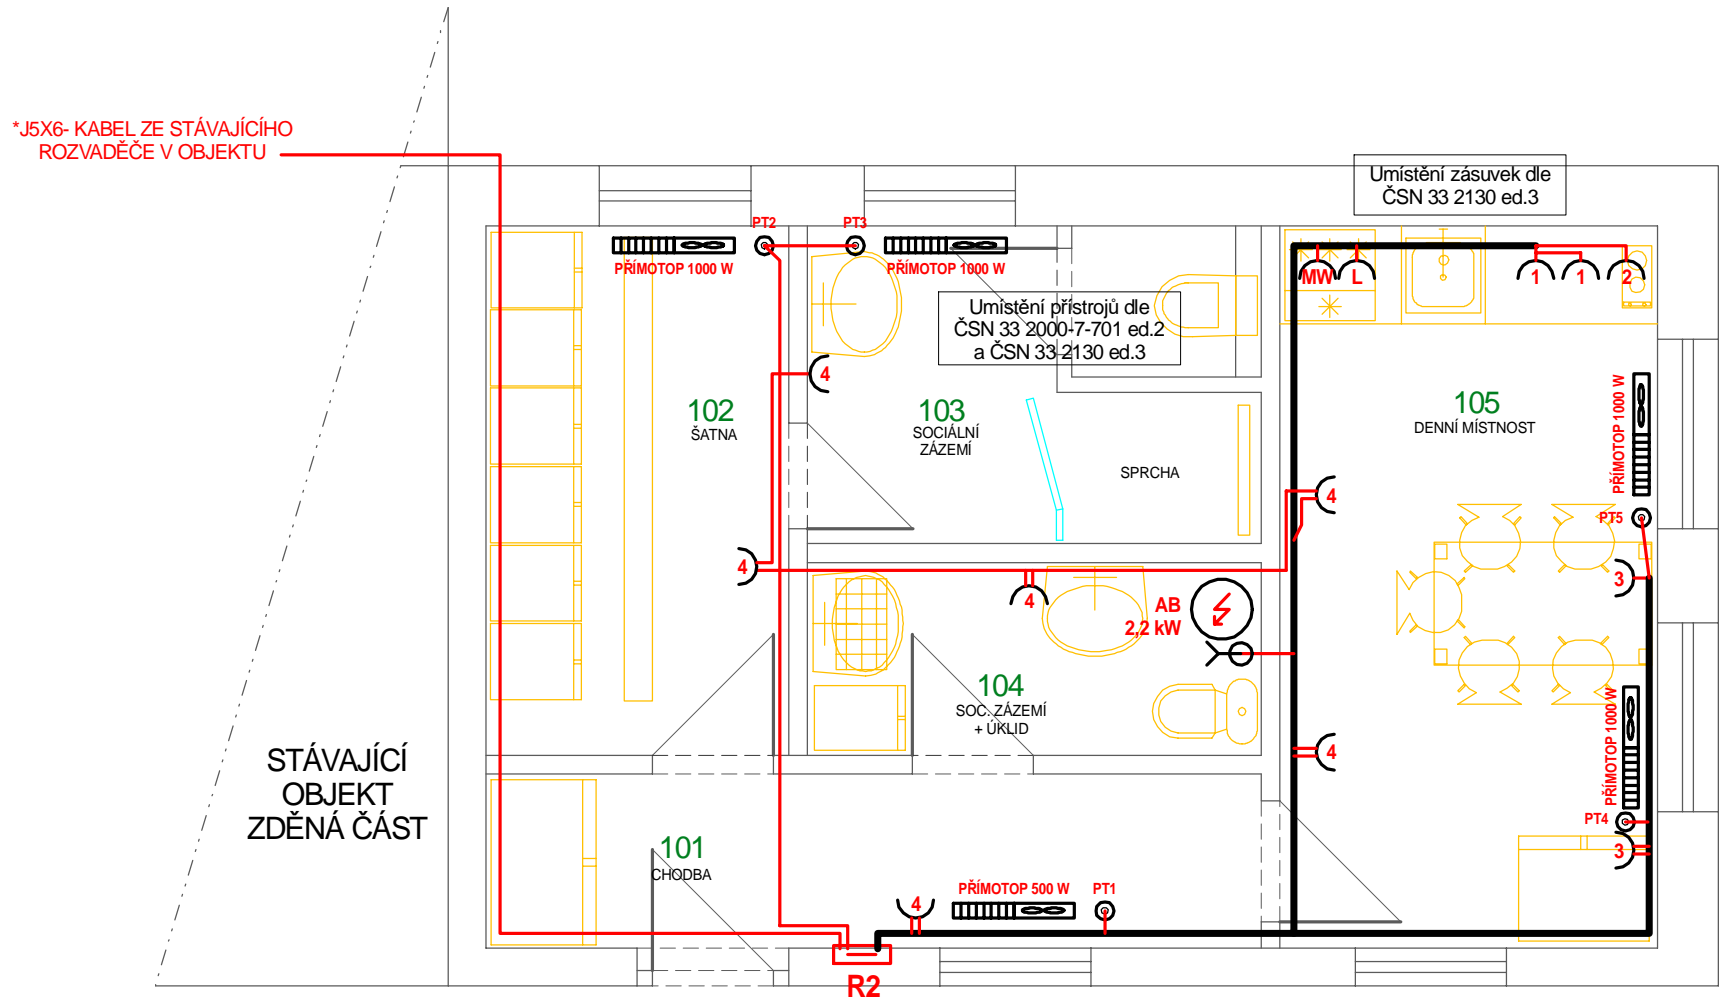 *J5X6- KABEL ZE STÁVAJÍCÍHO
ROZVADĚČE V OBJEKTU
Umístění zásuvek dle
ČSN 33 2130 ed.3
PT2
PT3
PŘÍMOTOP 1000 W
PŘÍMOTOP 1000 W
MW
L
1
1
2
Umístění přístrojů dle
ČSN 33 2000-7-701 ed.2
a ČSN 33 2130 ed.3
4
102
ŠATNA
103
SOCIÁLNÍ
ZÁZEMÍ
SPRCHA
105
DENNÍ MÍSTNOST
PŘÍMOTOP 1000 W
4
PT5
4
3
4
AB
2,2 kW
104
SOC. ZÁZEMÍ
+ ÚKLID
PŘÍMOTOP 1000 W
4
STÁVAJÍCÍ
OBJEKT
ZDĚNÁ ČÁST
PT4
3
101
CHODBA
4
PŘÍMOTOP 500 W
PT1
R2